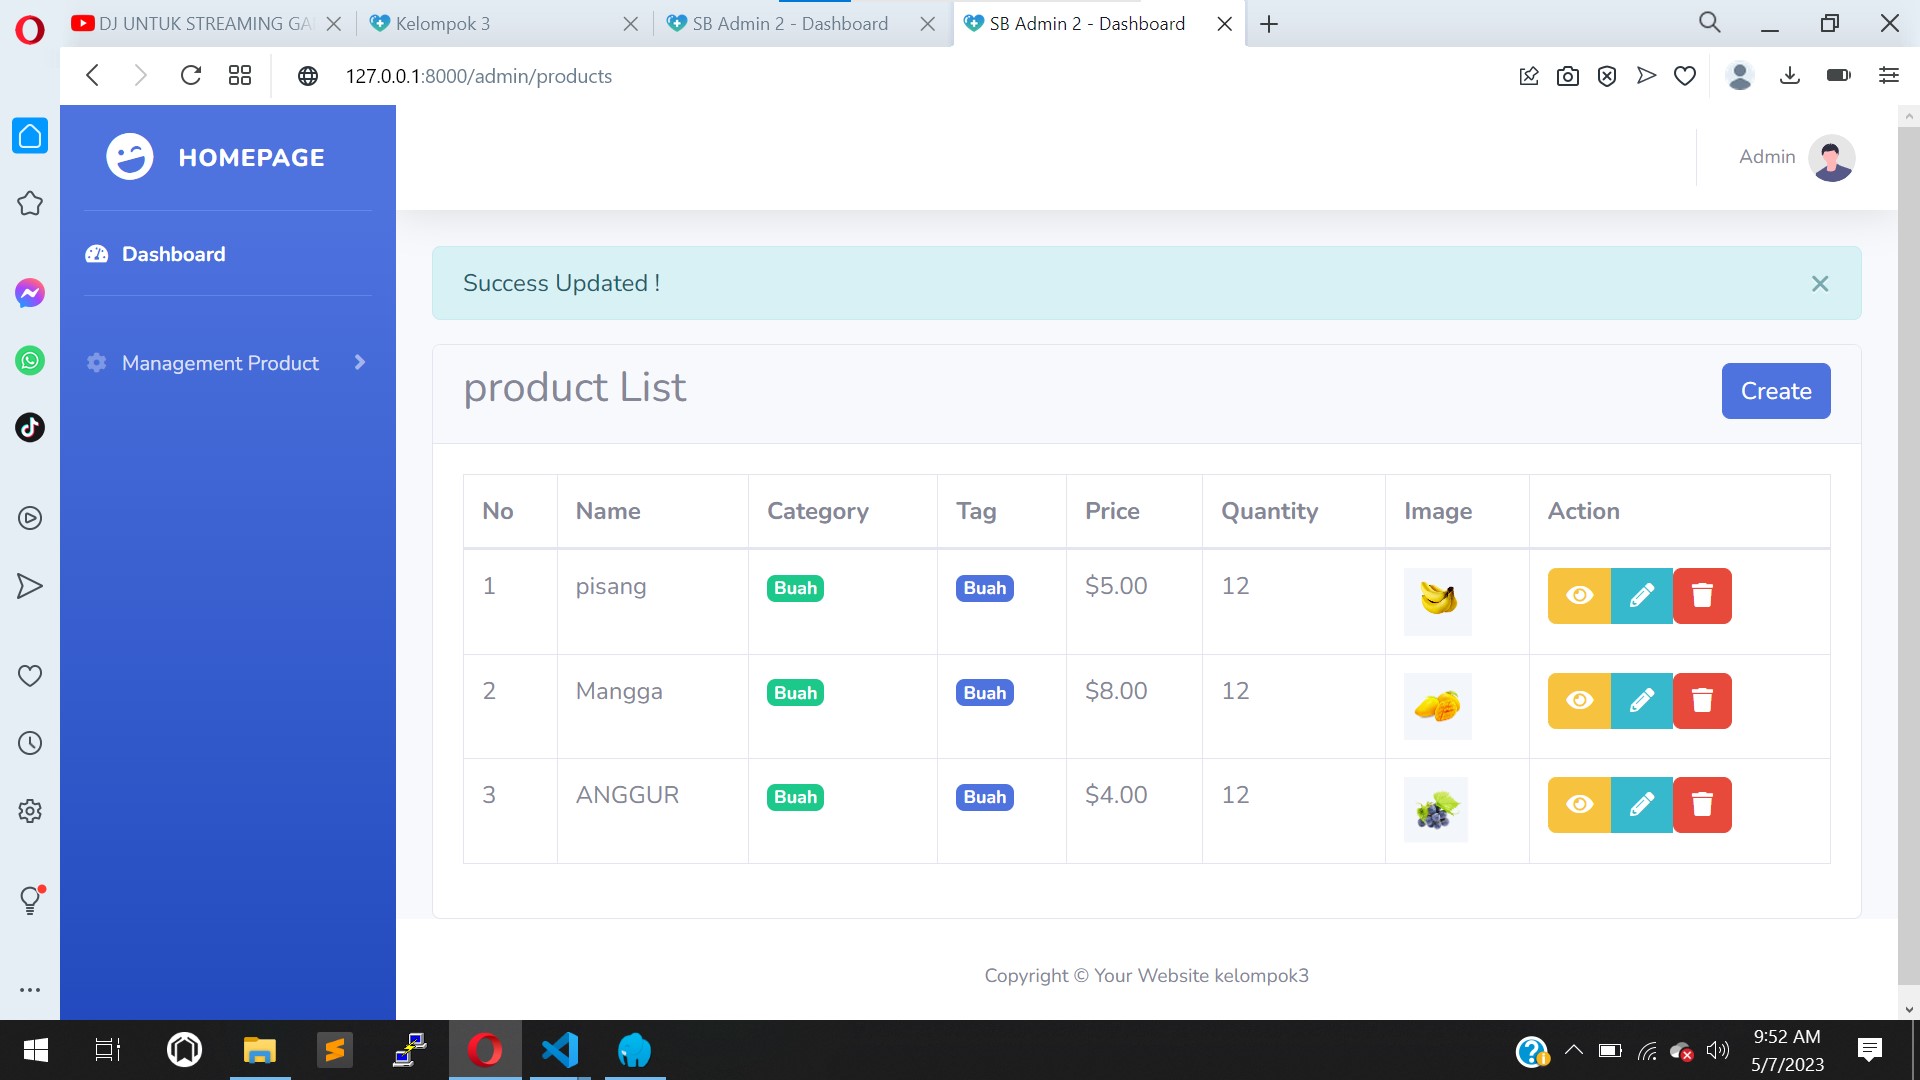 DJ UNTUK STREAMING GA
Kelompok 3
SB Admin 2 - Dashboard
SB Admin 2 - Dashboard
127.0.0.1:8000/admin/products
HOMEPAGE
Admin
Dashboard
Success Updated !
Management Product
product List
Create
No Name Category Tag Price Quantity Image Action
1 pisang Buah Buah $5.00 12
2 Mangga Buah Buah $8.00 12
3 ANGGUR Buah Buah $4.00 12
Copyright © Your Website kelompok3
9:52 AM
5/7/2023